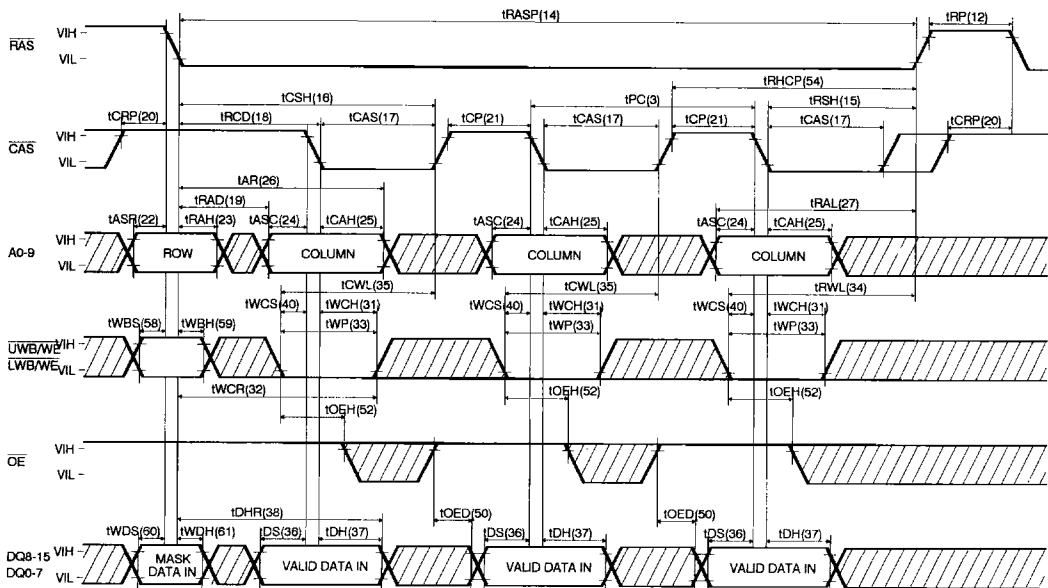 tRASP(14) tRP(12)
RAS VIH
VIL
tRHCP(54)
tCSH(16) tPC(3) tRSH(15)
tCRP(20) tRCD(18) tCAS(17) tCP(21) tCAS(17) tCP(21) tCAS(17) tCRP(20)
CAS VIH
VIL
tAR(26)
tRAD(19) tRAL(27)
tASR(22) tRAH(23) tASC(24) tCAH(25) tASC(24) tCAH(25) tASC(24) tCAH(25)
A0-9 VIH
VIL
ROW COLUMN COLUMN COLUMN
tCWL(35) tCWL(35) tRWL(34)
tWCS(40) tWCH(31) tWCS(40) tWCH(31) tWCS(40) tWCH(31)
tWBS(58) tWBH(59) tWP(33) tWP(33) tWP(33)
UWB/WE VIH
LWB/WE VIL
tWCR(32)
tOEH(52) tOEH(52) tOEH(52)
OE VIH
VIL
tDHR(38) tOED(50) tOED(50)
tWDS(60) tWDH(61) tDS(36) tDH(37) tDS(36) tDH(37) tDS(36) tDH(37)
DQ8-15 VIH
DQ0-7 VIL
MASK DATA IN VALID DATA IN VALID DATA IN VALID DATA IN